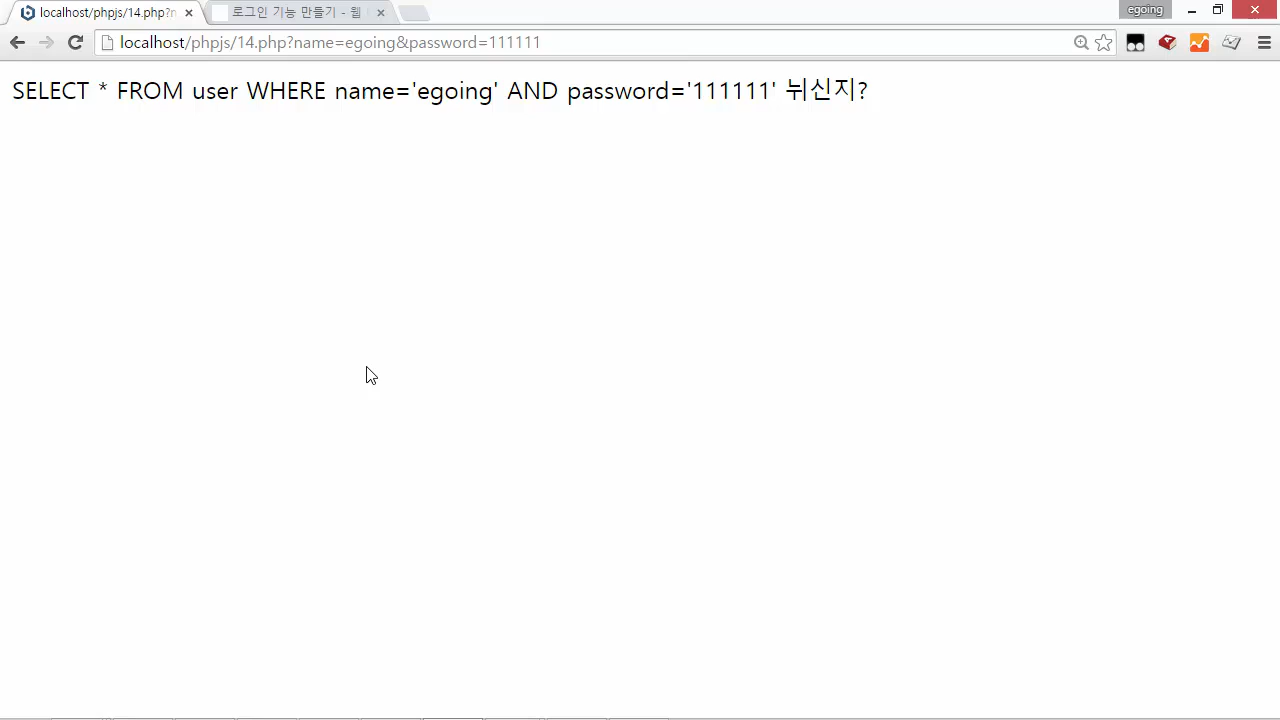 localhost/phpjs/14.php?n
로그인 기능 만들기 - 웹
egoing
localhost/phpjs/14.php?name=egoing&password=111111
SELECT * FROM user WHERE name='egoing' AND password='111111' 뉘신지?